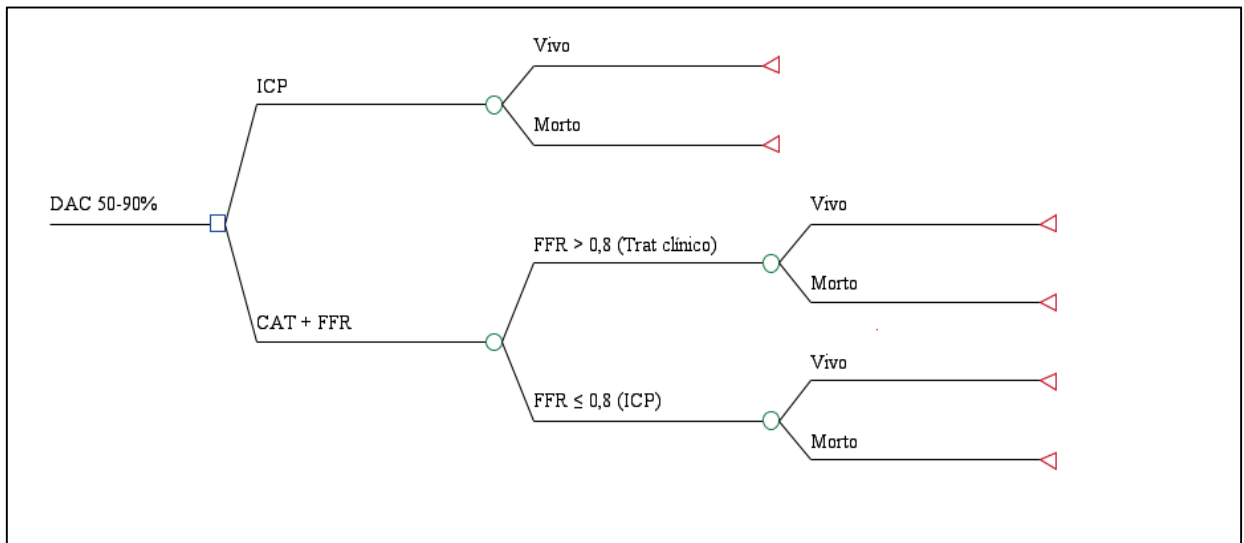 Vivo
ICP
Morto
DAC 50-90%
Vivo
FFR > 0,8 (Trat clínico)
Morto
CAT + FFR
Vivo
FFR ≤ 0,8 (ICP)
Morto